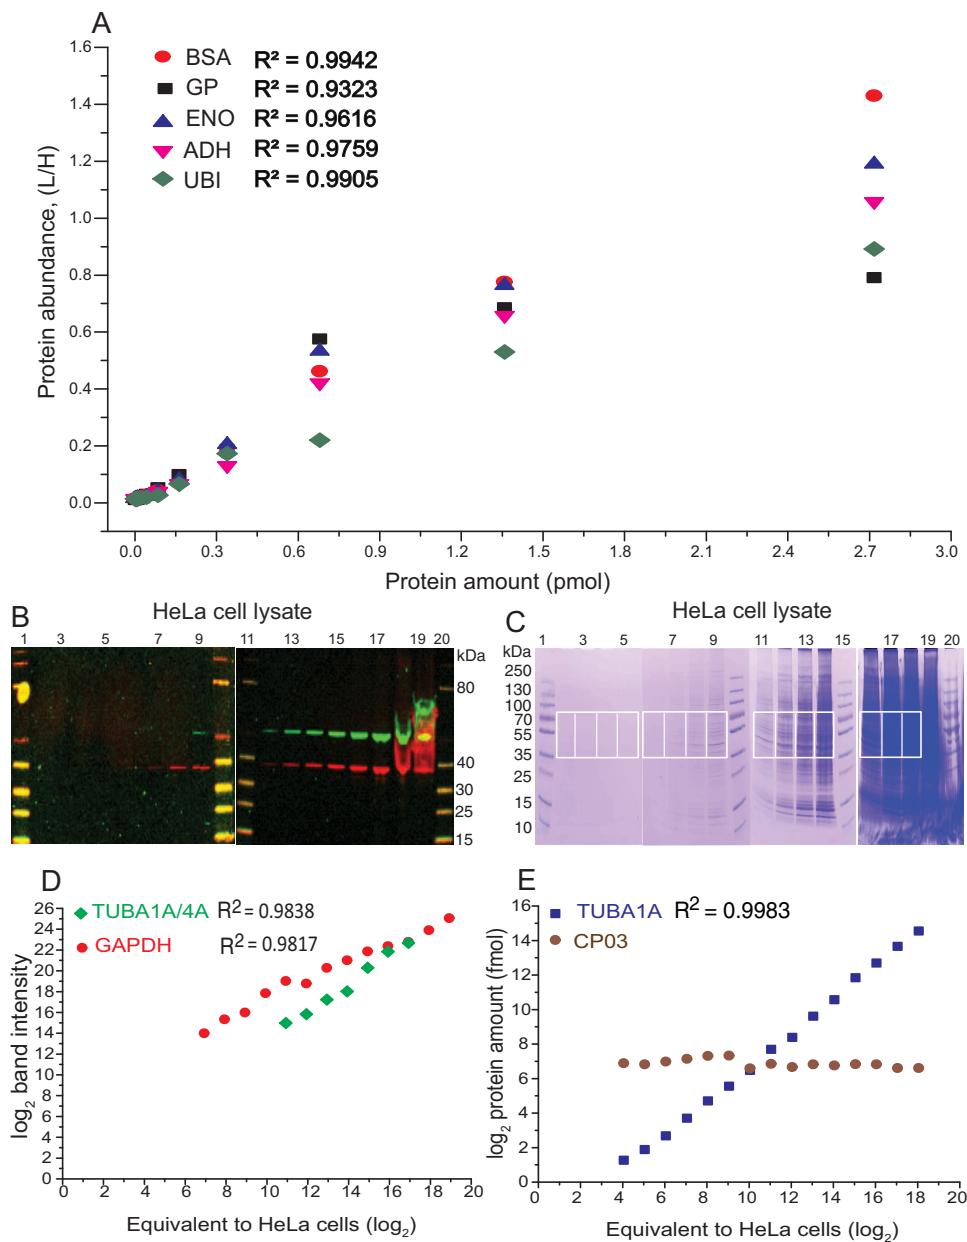 A
1.6
1.4
1.2
1.0
0.8
0.6
0.4
0.2
0.0
Protein abundance, (L/H)
BSA R² = 0.9942
GP R² = 0.9323
ENO R² = 0.9616
ADH R² = 0.9759
UBI R² = 0.9905
0.0 0.3 0.6 0.9 1.2 1.5 1.8 2.1 2.4 2.7 3.0
Protein amount (pmol)
B
HeLa cell lysate
1 3 5 7 9 11 13 15 17 19 20
kDa
80
40
30
25
15
C
HeLa cell lysate
1 3 5 7 9 11 13 15 17 19 20
kDa
250
130
100
70
55
35
25
15
10
D
TUBA1A/4A R² = 0.9838
GAPDH R² = 0.9817
26
24
22
20
18
16
14
12
10
8
6
4
2
0
log₂ band intensity
0 2 4 6 8 10 12 14 16 18 20
Equivalent to HeLa cells (log₂)
E
TUBA1A R² = 0.9983
CP03
16
14
12
10
8
6
4
2
0
log₂ protein amount (fmol)
0 2 4 6 8 10 12 14 16 18 20
Equivalent to HeLa cells (log₂)